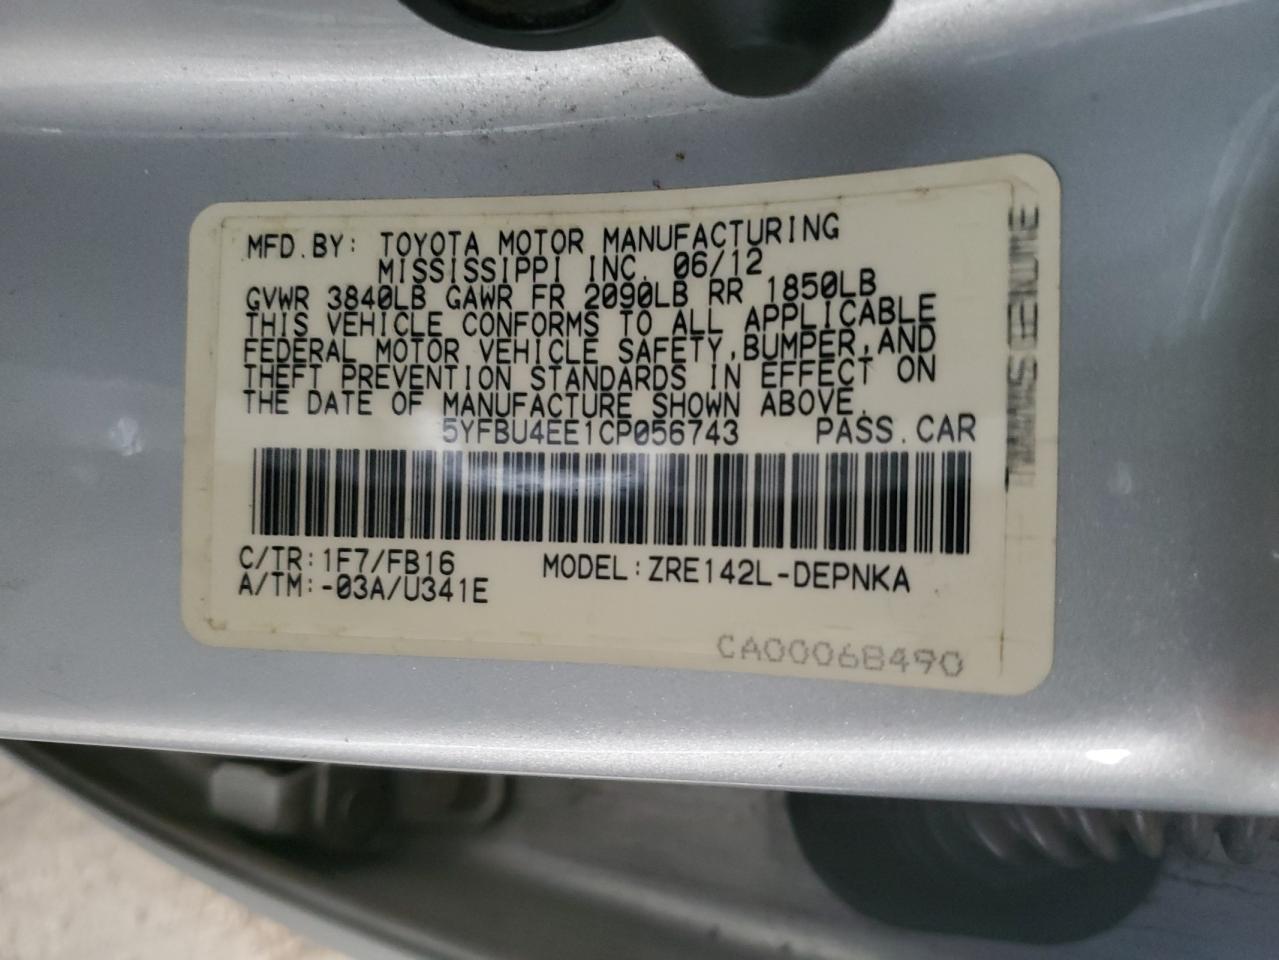 MFD. BY: TOYOTA MOTOR MANUFACTURING
MISSISSIPPI INC. 06/12
GVWR 3840LB GAWR FR 2090LB RR 1850LB
THIS VEHICLE CONFORMS TO ALL APPLICABLE
FEDERAL MOTOR VEHICLE SAFETY, BUMPER, AND
THEFT PREVENTION STANDARDS IN EFFECT ON
THE DATE OF MANUFACTURE SHOWN ABOVE.
5YFBU4EE1CP056743 PASS. CAR
C/TR: 1F7/FB16 MODEL: ZRE142L-DEPNKA
A/TM: -03A/U341E
CA00068490